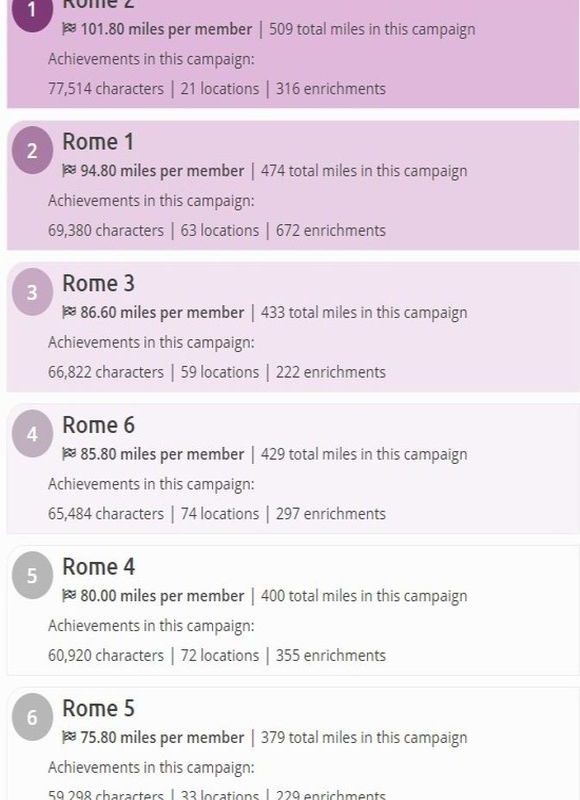 1
Rome 2
101.80 miles per member | 509 total miles in this campaign
Achievements in this campaign:
77,514 characters | 21 locations | 316 enrichments
2
Rome 1
94.80 miles per member | 474 total miles in this campaign
Achievements in this campaign:
69,380 characters | 63 locations | 672 enrichments
3
Rome 3
86.60 miles per member | 433 total miles in this campaign
Achievements in this campaign:
66,822 characters | 59 locations | 222 enrichments
4
Rome 6
85.80 miles per member | 429 total miles in this campaign
Achievements in this campaign:
65,484 characters | 74 locations | 297 enrichments
5
Rome 4
80.00 miles per member | 400 total miles in this campaign
Achievements in this campaign:
60,920 characters | 72 locations | 355 enrichments
6
Rome 5
75.80 miles per member | 379 total miles in this campaign
Achievements in this campaign:
59,298 characters | 33 locations | 229 enrichments